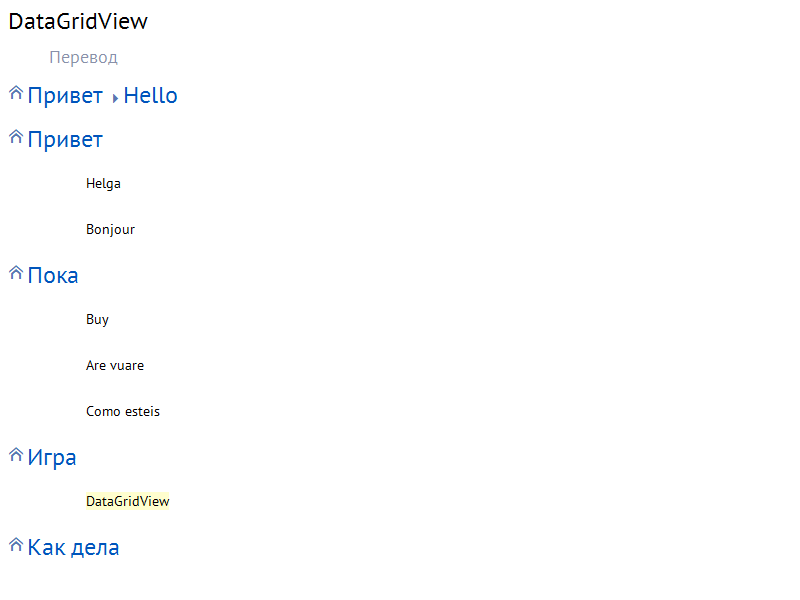 DataGridView
Перевод
Привет Hello
Привет
Helga
Bonjour
Пока
Buy
Are vuare
Como esteis
Игра
DataGridView
Как дела